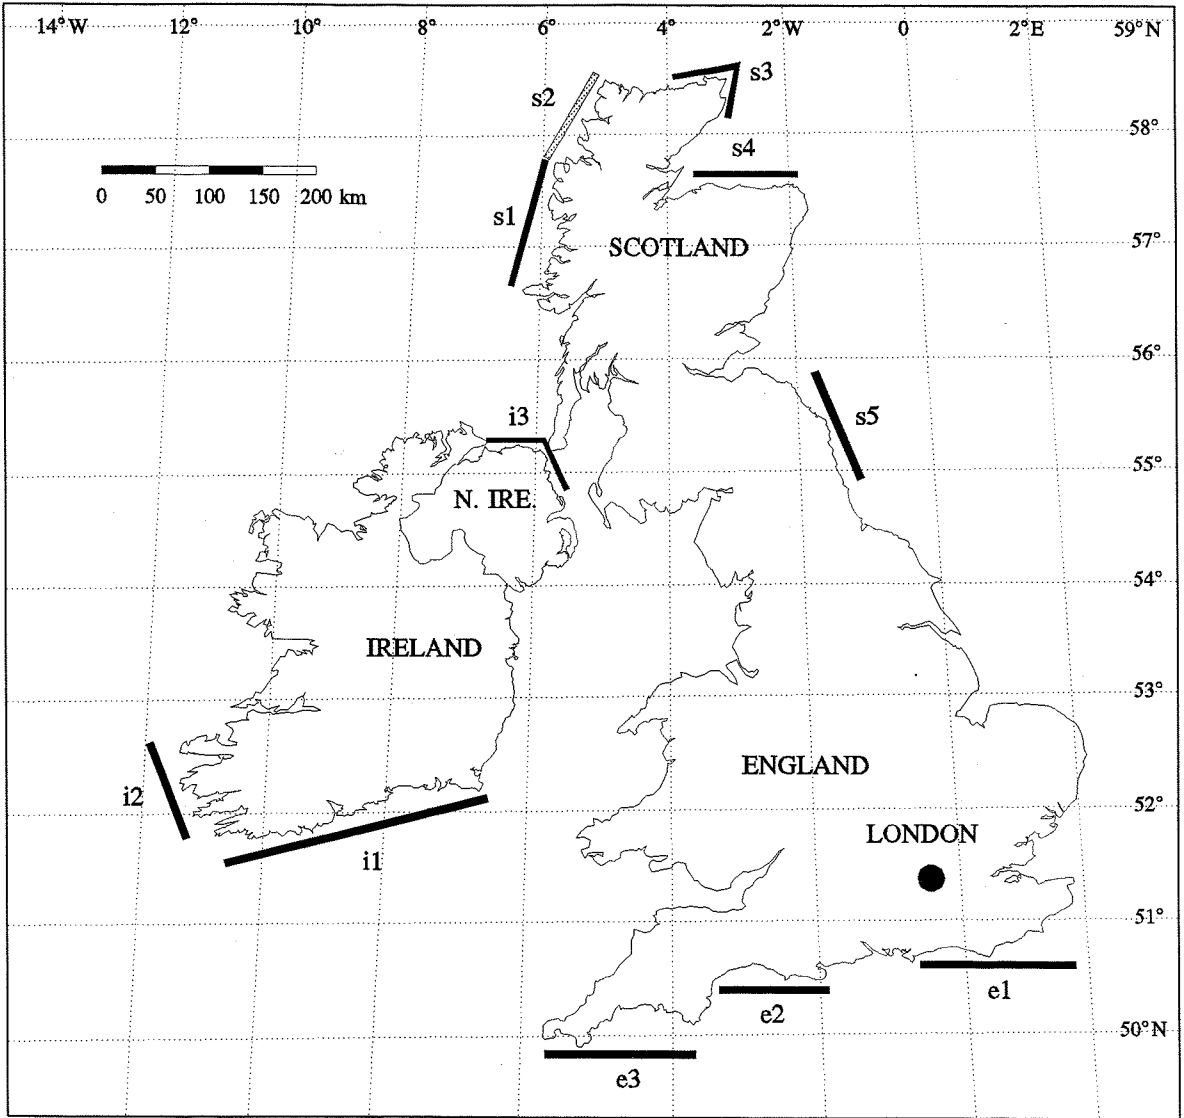 14°W 12° 10° 8° 6° 4° 2°W 0 2°E 59°N
s3
s2
58°
s4
0 50 100 150 200 km
s1
57°
SCOTLAND
56°
i3
s5
55°
N. IRE.
54°
IRELAND
53°
ENGLAND
i2
52°
LONDON
i1
51°
e1
e2
50°N
e3